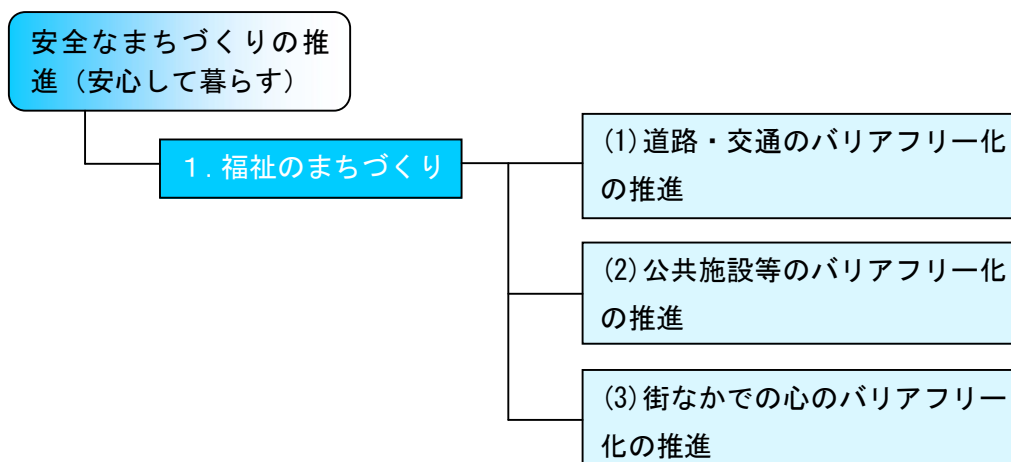 安全なまちづくりの推
進（安心して暮らす）
１．福祉のまちづくり
(1)道路・交通のバリアフリー化
の推進
(2)公共施設等のバリアフリー化
の推進
(3)街なかでの心のバリアフリー
化の推進